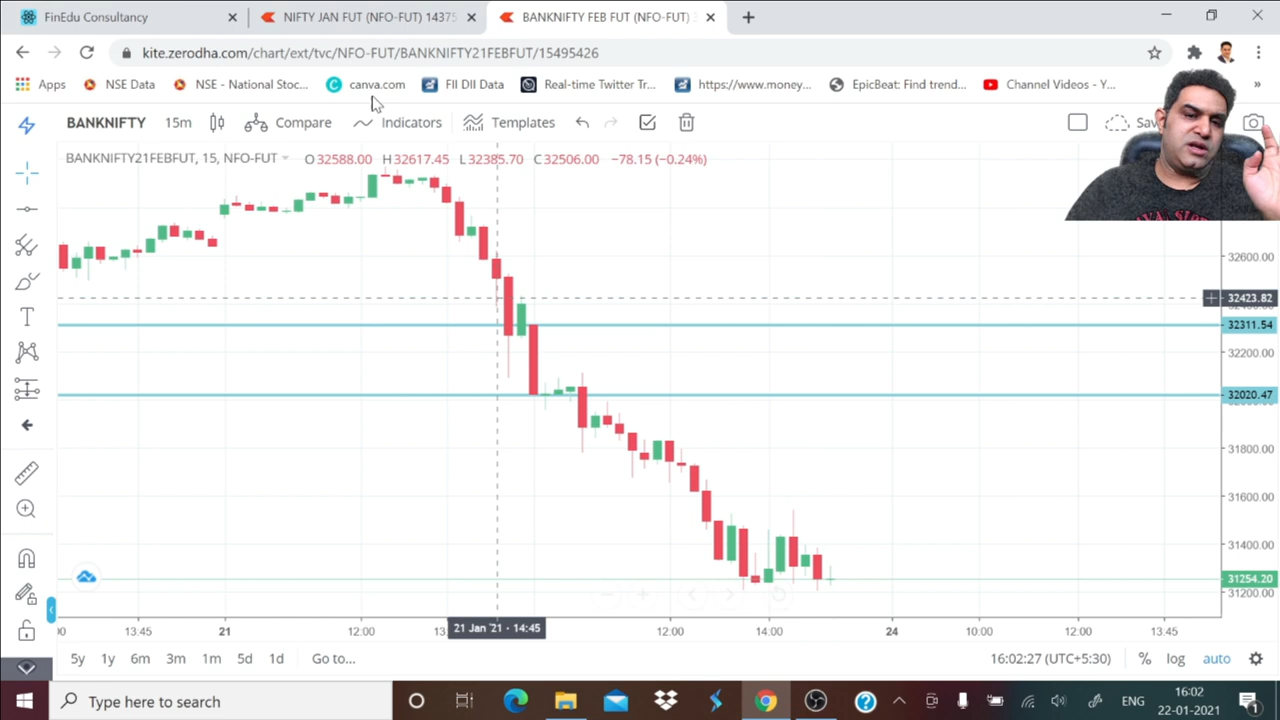 FinEdu Consultancy
NIFTY JAN FUT (NFO-FUT) 14375
BANKNIFTY FEB FUT (NFO-FUT)
kite.zerodha.com/chart/ext/tvc/NFO-FUT/BANKNIFTY21FEBFUT/15495426
Apps
NSE Data
NSE - National Stoc...
canva.com
FII DII Data
Real-time Twitter Tr...
https://www.money...
EpicBeat: Find trend...
Channel Videos - Y...
BANKNIFTY 15m Compare Indicators Templates
BANKNIFTY21FEBFUT, 15, NFO-FUT O32588.00 H32617.45 L32385.70 C32506.00 −78.15 (−0.24%)
32600.00
32423.82
32311.54
32200.00
32020.47
31800.00
31600.00
31400.00
31254.20
31200.00
13:45 21 12:00 21 Jan '21 - 14:45 12:00 14:00 24 10:00 12:00 13:45
5y 1y 6m 3m 1m 5d 1d Go to... 16:02:27 (UTC+5:30) % log auto
Type here to search
ENG
16:02
22-01-2021